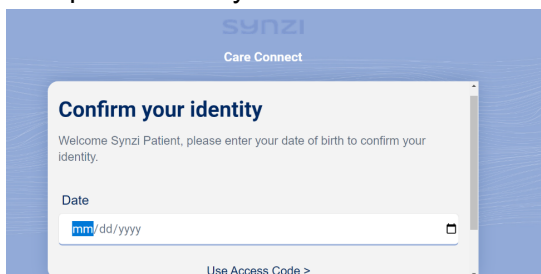 synzi
Care Connect
Confirm your identity
Welcome Synzi Patient, please enter your date of birth to confirm your
identity.
Date
mm/dd/yyyy
Use Access Code >